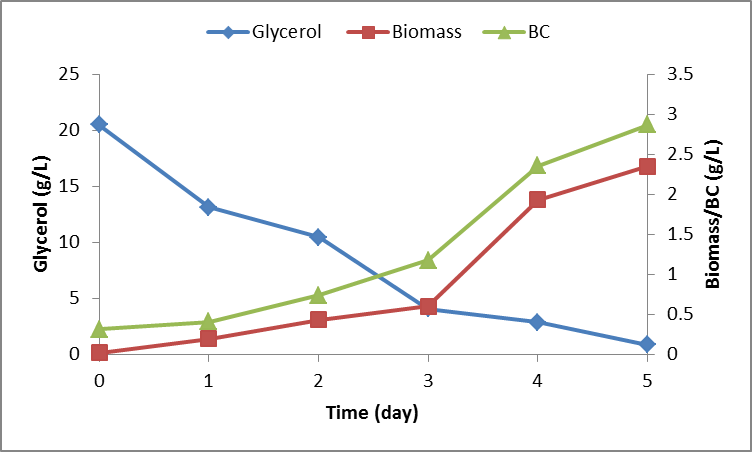 Glycerol Biomass BC
25
20
15
10
5
0
Glycerol (g/L)
3.5
3
2.5
2
1.5
1
0.5
0
Biomass/BC (g/L)
0 1 2 3 4 5
Time (day)